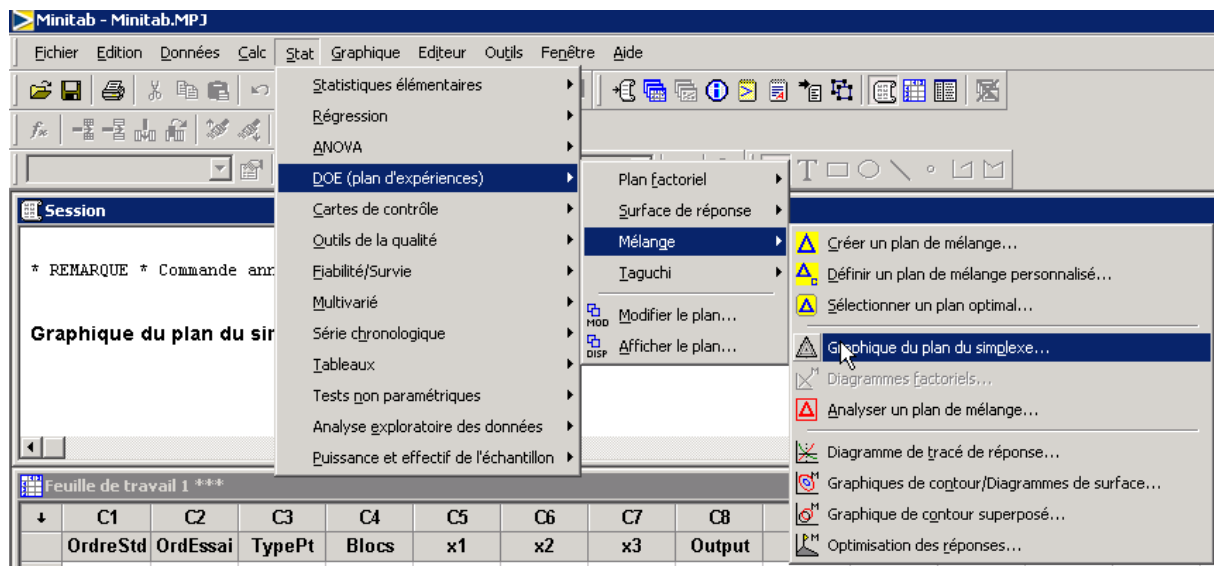 Minitab - Minitab.MPJ
Fichier Edition Données Calc Stat Graphique Editeur Outils Fenêtre Aide
Statistiques élémentaires
Régression
ANOVA
DOE (plan d'expériences)
Cartes de contrôle
Outils de la qualité
Fiabilité/Survie
Multivarié
Série chronologique
Tableaux
Tests non paramétriques
Analyse exploratoire des données
Puissance et effectif de l'échantillon
Plan factoriel
Surface de réponse
Mélange
Taguchi
MOD Modifier le plan...
DISP Afficher le plan...
Créer un plan de mélange...
Définir un plan de mélange personnalisé...
Sélectionner un plan optimal...
Graphique du plan du simplexe...
Diagrammes factoriels...
Analyser un plan de mélange...
Diagramme de tracé de réponse...
Graphiques de contour/Diagrammes de surface...
Graphique de contour superposé...
Optimisation des réponses...
Session
* REMARQUE * Commande ann
Graphique du plan du sim
Feuille de travail 1 ***
C1 C2 C3 C4 C5 C6 C7 C8
OrdreStd OrdEssai TypePt Blocs x1 x2 x3 Output